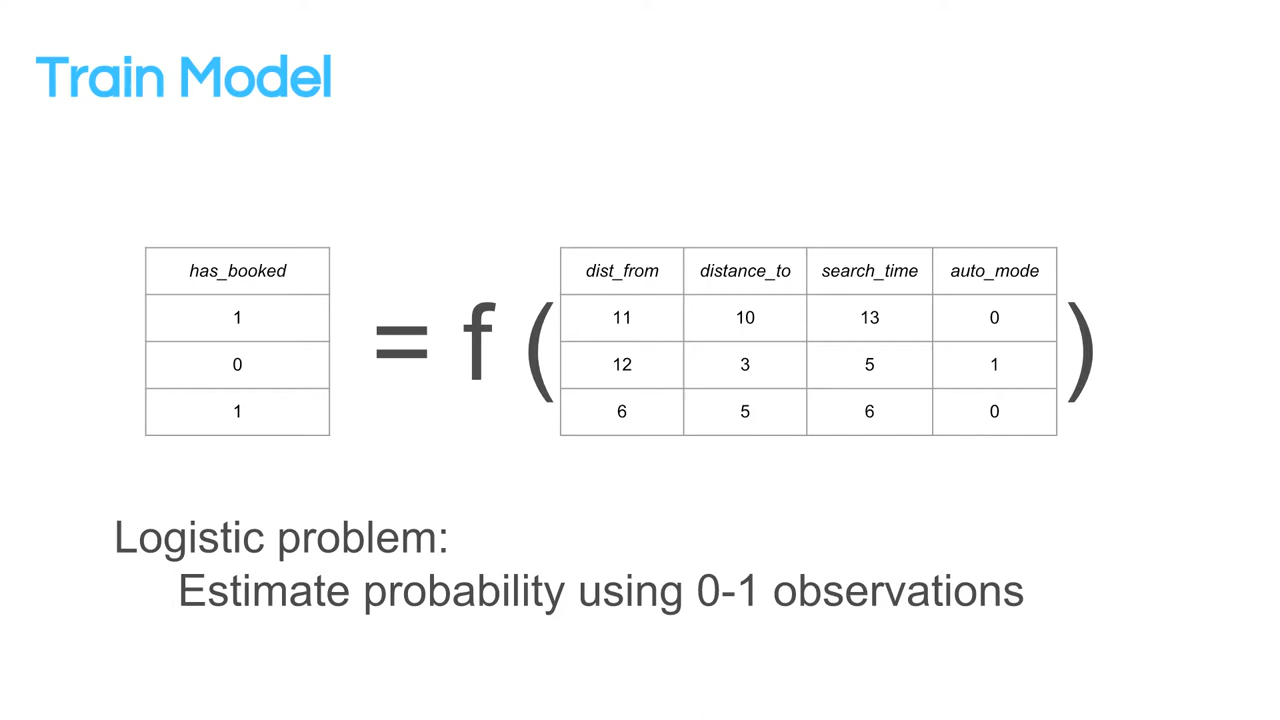 Train Model
has_booked
1
0
1
= f (
dist_from distance_to search_time auto_mode
11 10 13 0
12 3 5 1
6 5 6 0
)
Logistic problem:
Estimate probability using 0-1 observations